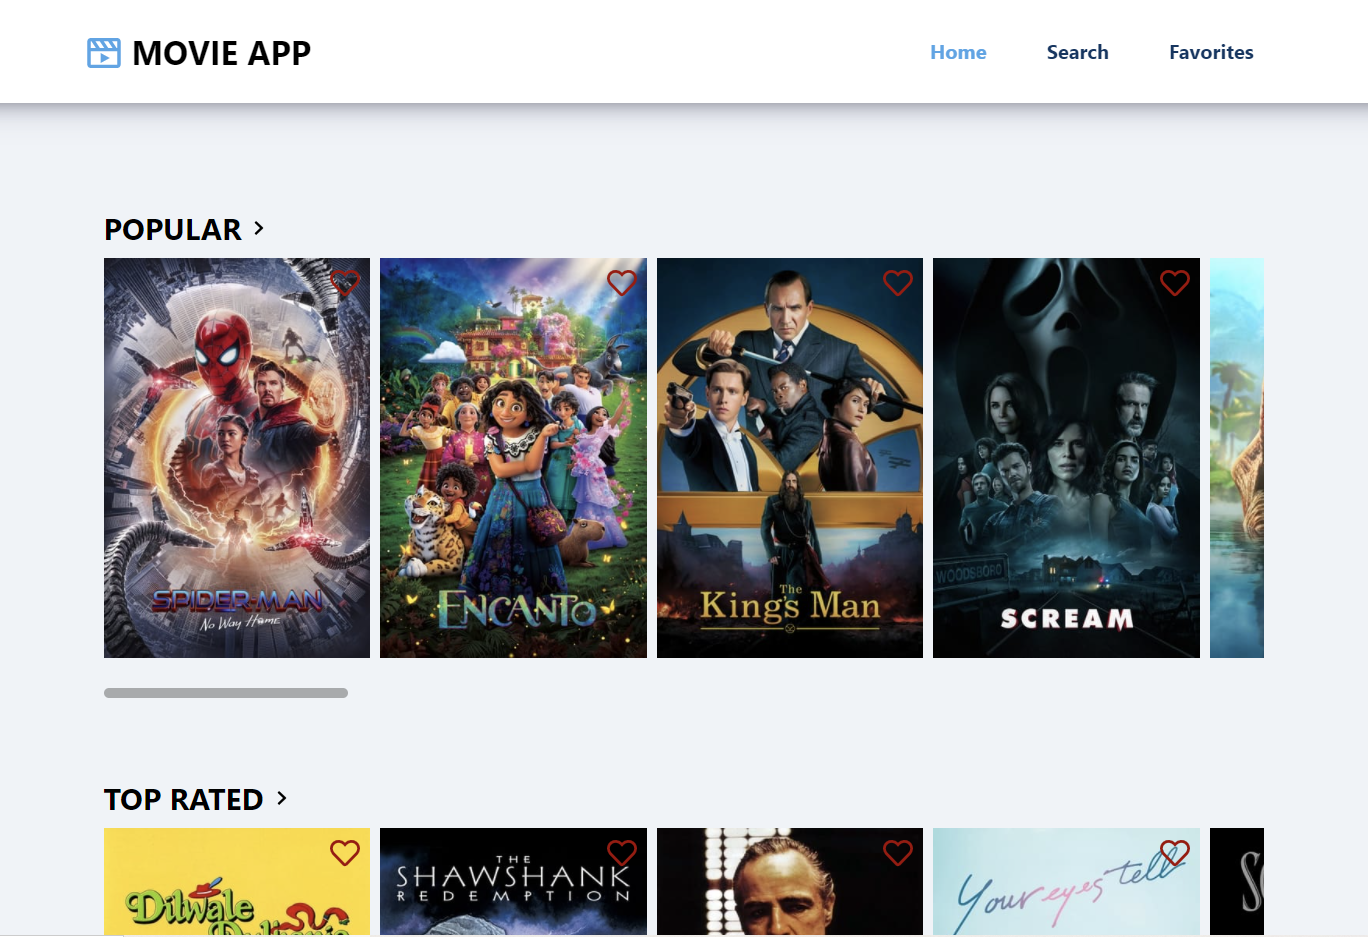 MOVIE APP
Home
Search
Favorites
POPULAR
SPIDER-MAN
No Way Home
ENCANTO
The
King's Man
WOODSBORO
SCREAM
TOP RATED
Dilwale
THE
SHAWSHANK
REDEMPTION
Your eyes tell